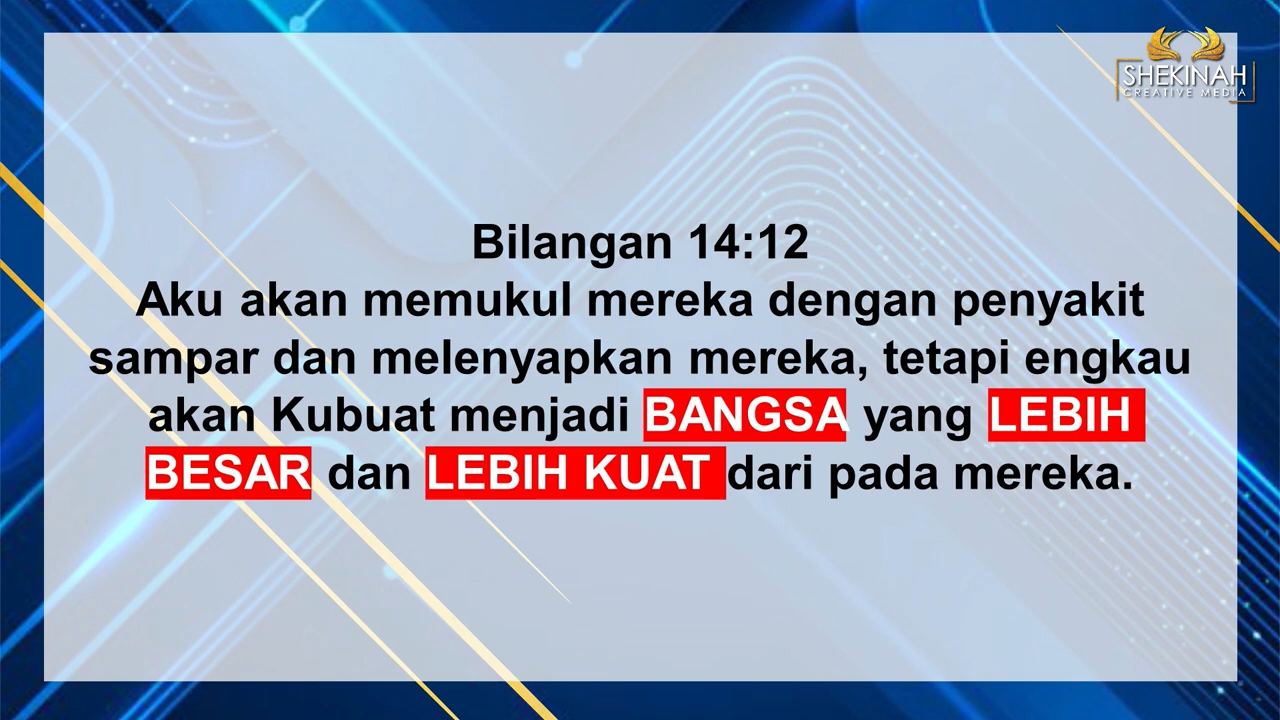 SHEKINAH
CREATIVE MEDIA
Bilangan 14:12
Aku akan memukul mereka dengan penyakit
sampar dan melenyapkan mereka, tetapi engkau
akan Kubuat menjadi BANGSA yang LEBIH
BESAR dan LEBIH KUAT dari pada mereka.